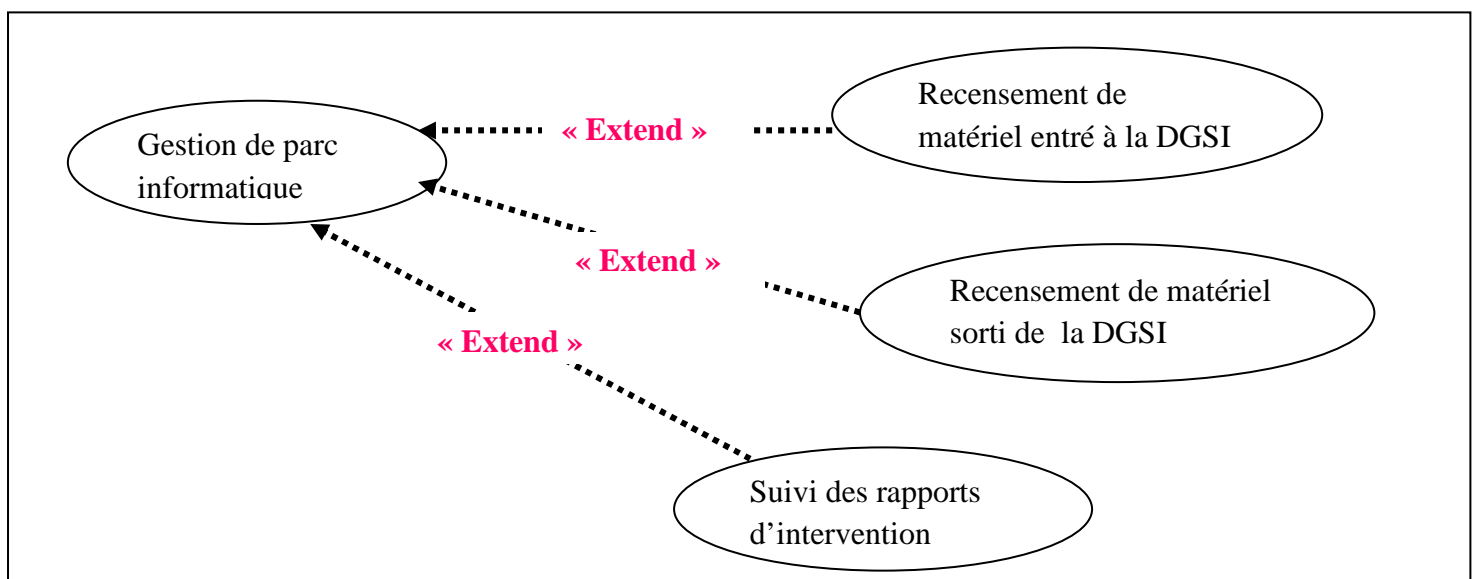 Gestion de parc
informatique
« Extend »
Recensement de
matériel entré à la DGSI
« Extend »
Recensement de matériel
sorti de la DGSI
« Extend »
Suivi des rapports
d’intervention